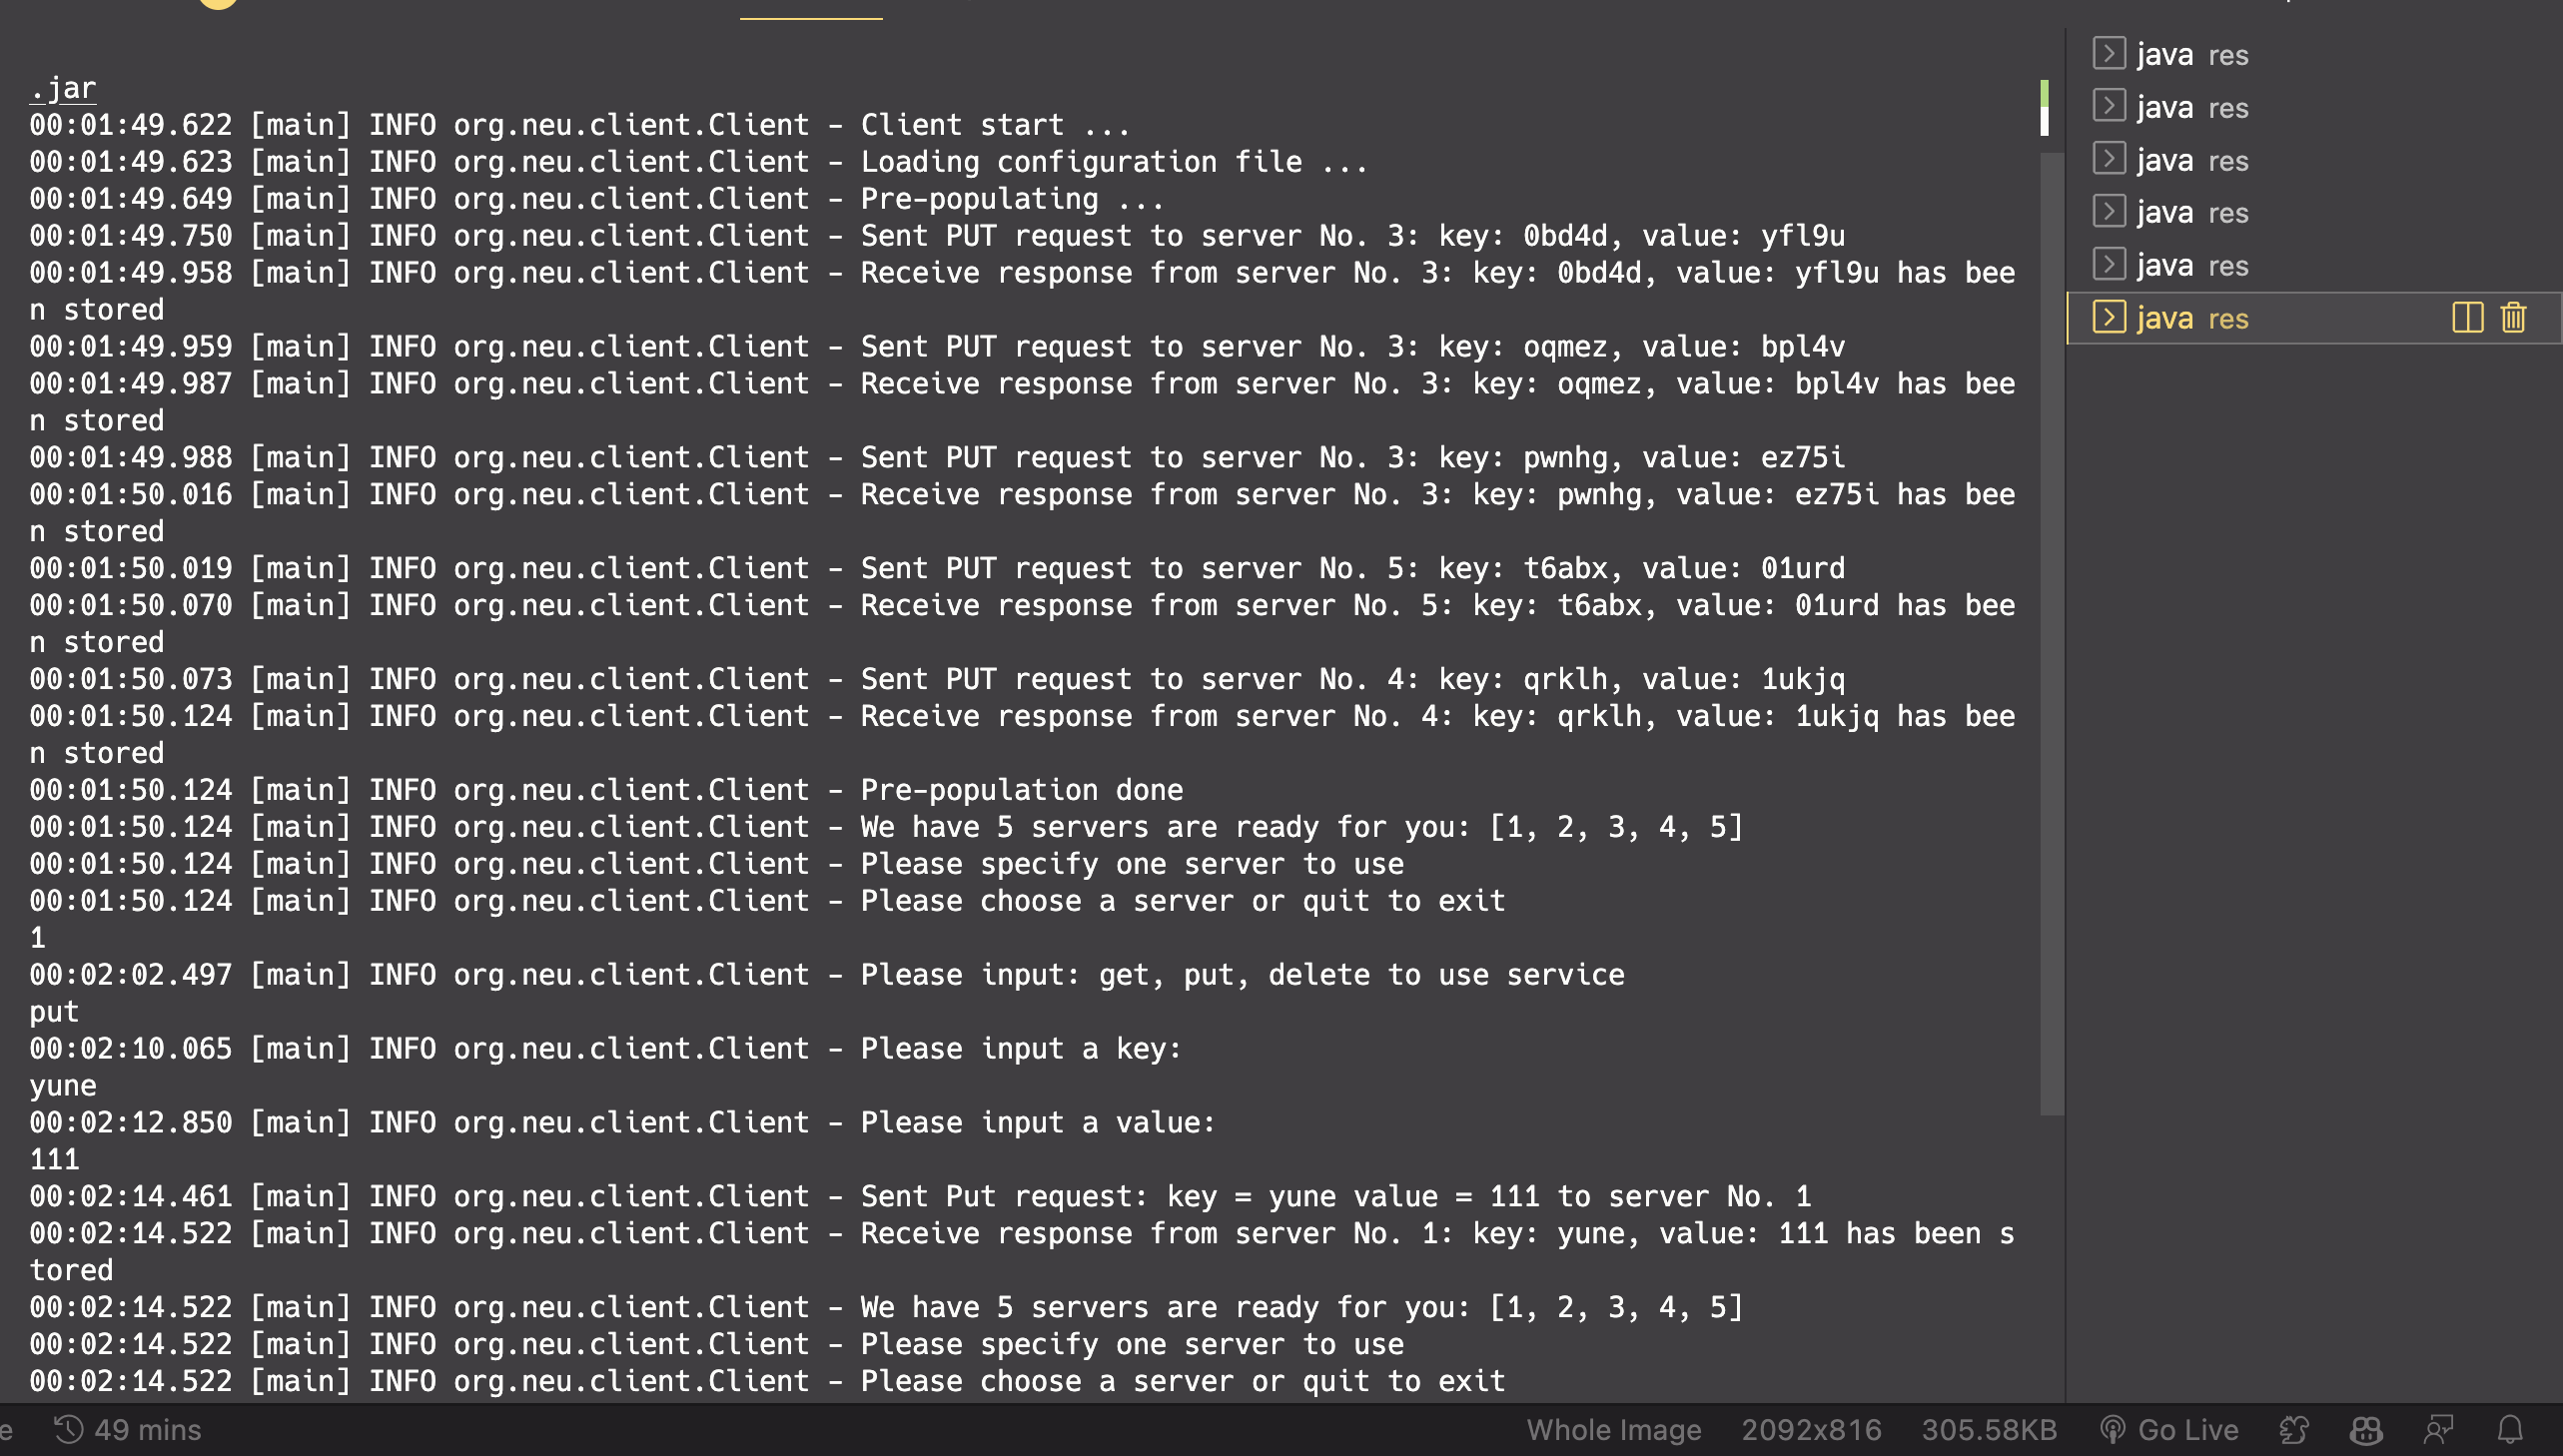 .jar
00:01:49.622 [main] INFO org.neu.client.Client - Client start ...
00:01:49.623 [main] INFO org.neu.client.Client - Loading configuration file ...
00:01:49.649 [main] INFO org.neu.client.Client - Pre-populating ...
00:01:49.750 [main] INFO org.neu.client.Client - Sent PUT request to server No. 3: key: 0bd4d, value: yfl9u
00:01:49.958 [main] INFO org.neu.client.Client - Receive response from server No. 3: key: 0bd4d, value: yfl9u has bee
n stored
00:01:49.959 [main] INFO org.neu.client.Client - Sent PUT request to server No. 3: key: oqmez, value: bpl4v
00:01:49.987 [main] INFO org.neu.client.Client - Receive response from server No. 3: key: oqmez, value: bpl4v has bee
n stored
00:01:49.988 [main] INFO org.neu.client.Client - Sent PUT request to server No. 3: key: pwnhg, value: ez75i
00:01:50.016 [main] INFO org.neu.client.Client - Receive response from server No. 3: key: pwnhg, value: ez75i has bee
n stored
00:01:50.019 [main] INFO org.neu.client.Client - Sent PUT request to server No. 5: key: t6abx, value: 01urd
00:01:50.070 [main] INFO org.neu.client.Client - Receive response from server No. 5: key: t6abx, value: 01urd has bee
n stored
00:01:50.073 [main] INFO org.neu.client.Client - Sent PUT request to server No. 4: key: qrklh, value: 1ukjq
00:01:50.124 [main] INFO org.neu.client.Client - Receive response from server No. 4: key: qrklh, value: 1ukjq has bee
n stored
00:01:50.124 [main] INFO org.neu.client.Client - Pre-population done
00:01:50.124 [main] INFO org.neu.client.Client - We have 5 servers are ready for you: [1, 2, 3, 4, 5]
00:01:50.124 [main] INFO org.neu.client.Client - Please specify one server to use
00:01:50.124 [main] INFO org.neu.client.Client - Please choose a server or quit to exit
1
00:02:02.497 [main] INFO org.neu.client.Client - Please input: get, put, delete to use service
put
00:02:10.065 [main] INFO org.neu.client.Client - Please input a key:
yune
00:02:12.850 [main] INFO org.neu.client.Client - Please input a value:
111
00:02:14.461 [main] INFO org.neu.client.Client - Sent Put request: key = yune value = 111 to server No. 1
00:02:14.522 [main] INFO org.neu.client.Client - Receive response from server No. 1: key: yune, value: 111 has been s
tored
00:02:14.522 [main] INFO org.neu.client.Client - We have 5 servers are ready for you: [1, 2, 3, 4, 5]
00:02:14.522 [main] INFO org.neu.client.Client - Please specify one server to use
00:02:14.522 [main] INFO org.neu.client.Client - Please choose a server or quit to exit
java res
java res
java res
java res
java res
java res
e 49 mins Whole Image 2092x816 305.58KB Go Live